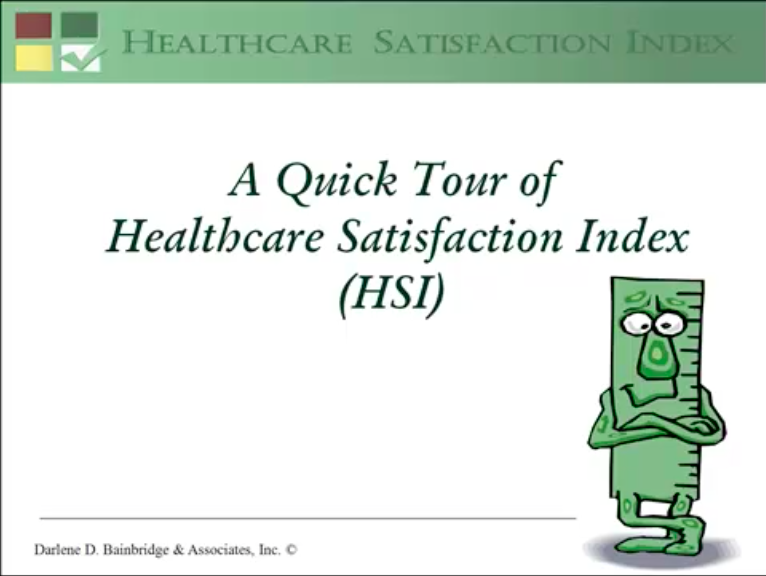 HEALTHCARE SATISFACTION INDEX
A Quick Tour of
Healthcare Satisfaction Index
(HSI)
Darlene D. Bainbridge & Associates, Inc. ©